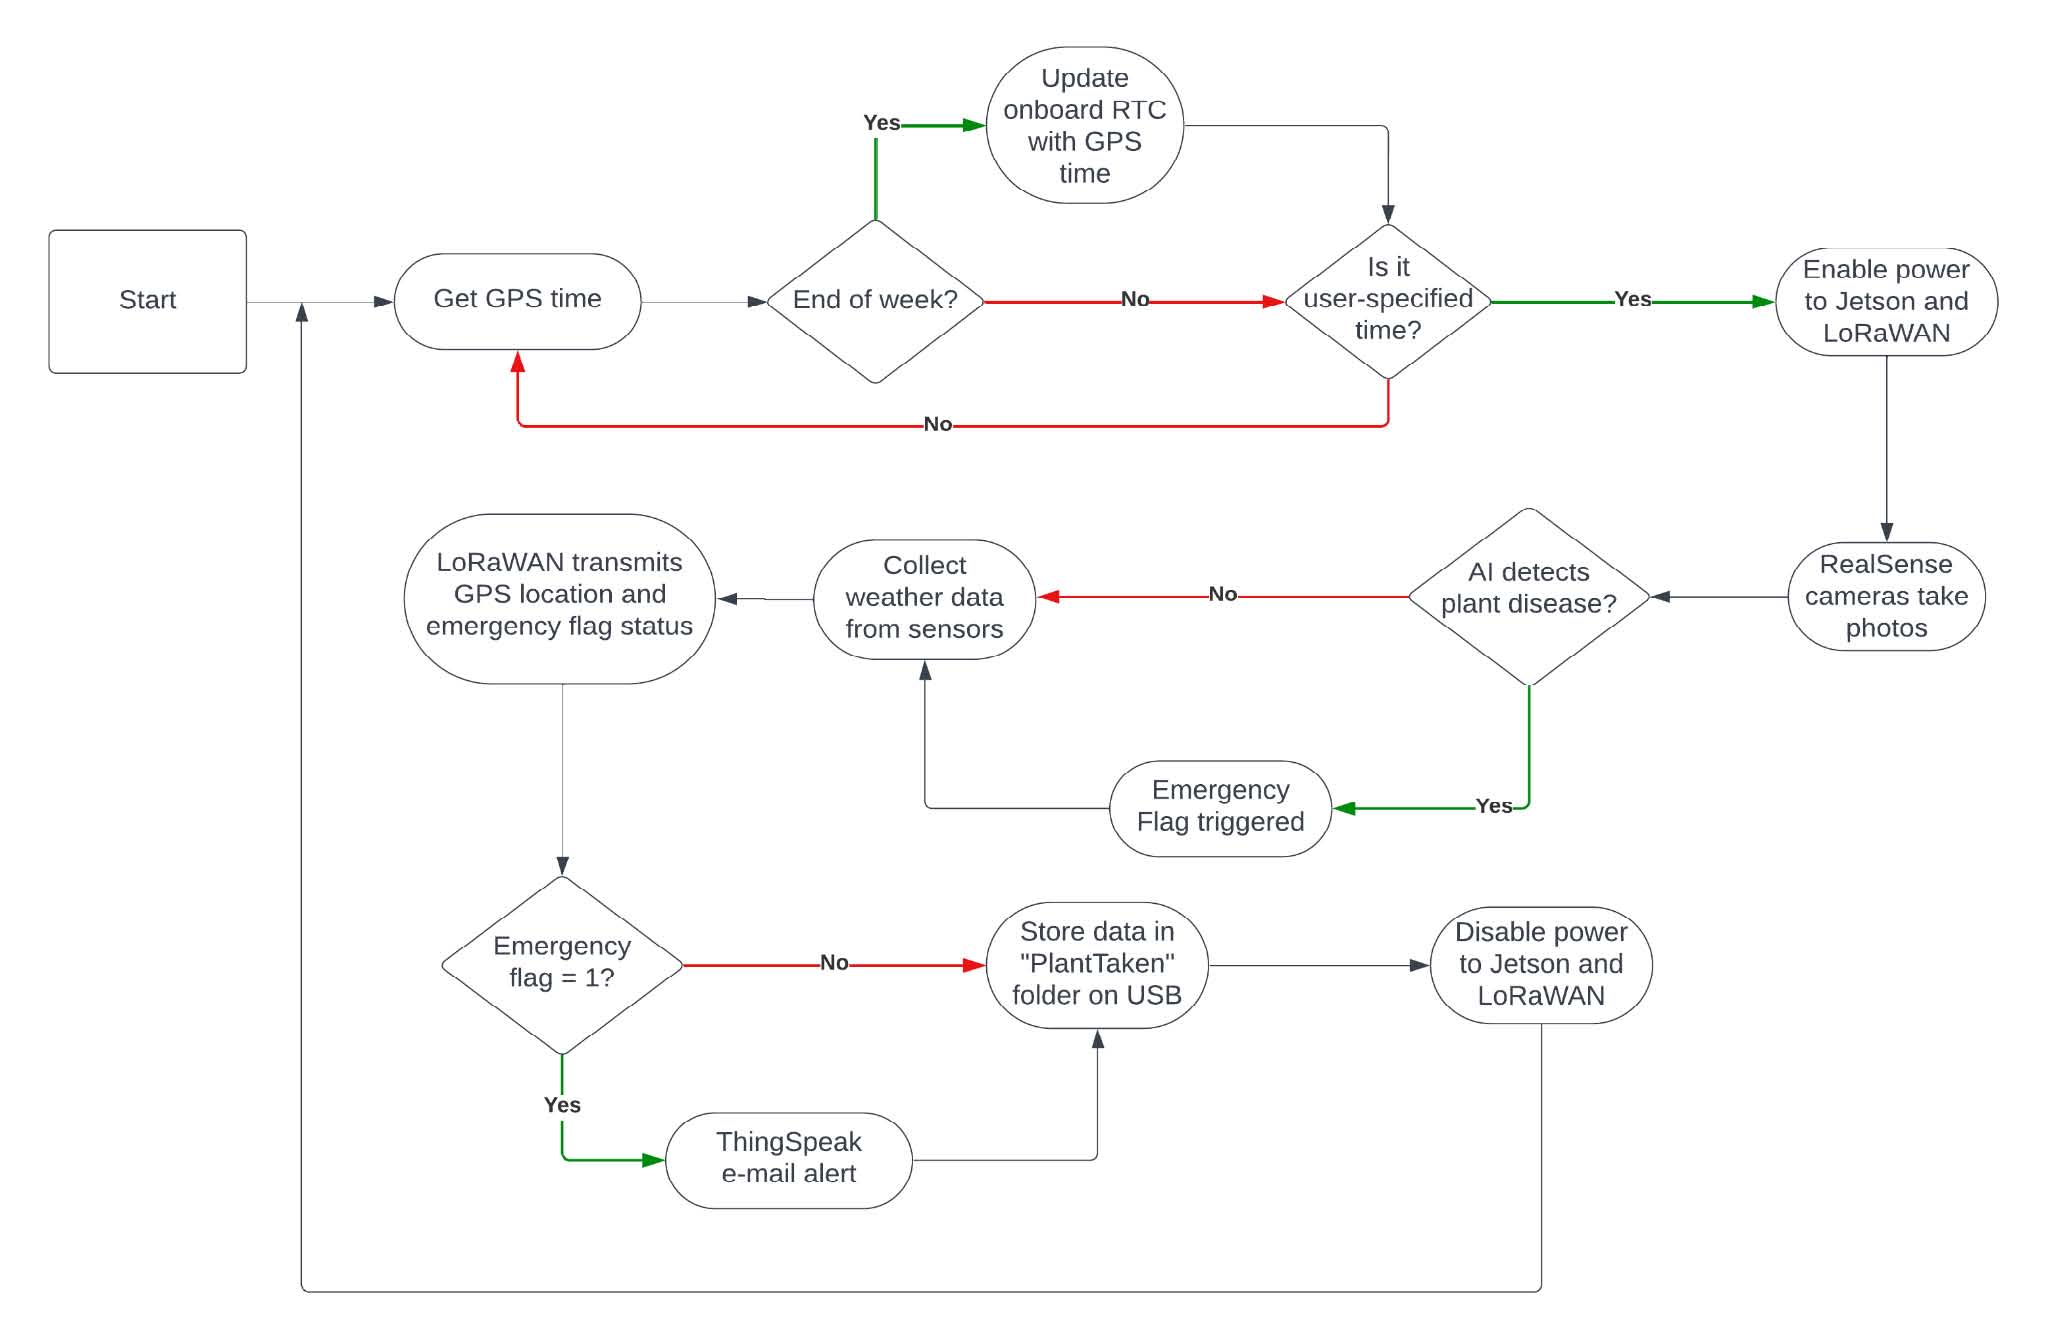 Update
onboard RTC
with GPS
time
Yes
Start
Get GPS time
End of week?
No
Is it
user-specified
time?
Yes
Enable power
to Jetson and
LoRaWAN
No
RealSense
cameras take
photos
AI detects
plant disease?
No
Collect
weather data
from sensors
LoRaWAN transmits
GPS location and
emergency flag status
Yes
Emergency
Flag triggered
Emergency
flag = 1?
No
Store data in
"PlantTaken"
folder on USB
Disable power
to Jetson and
LoRaWAN
Yes
ThingSpeak
e-mail alert